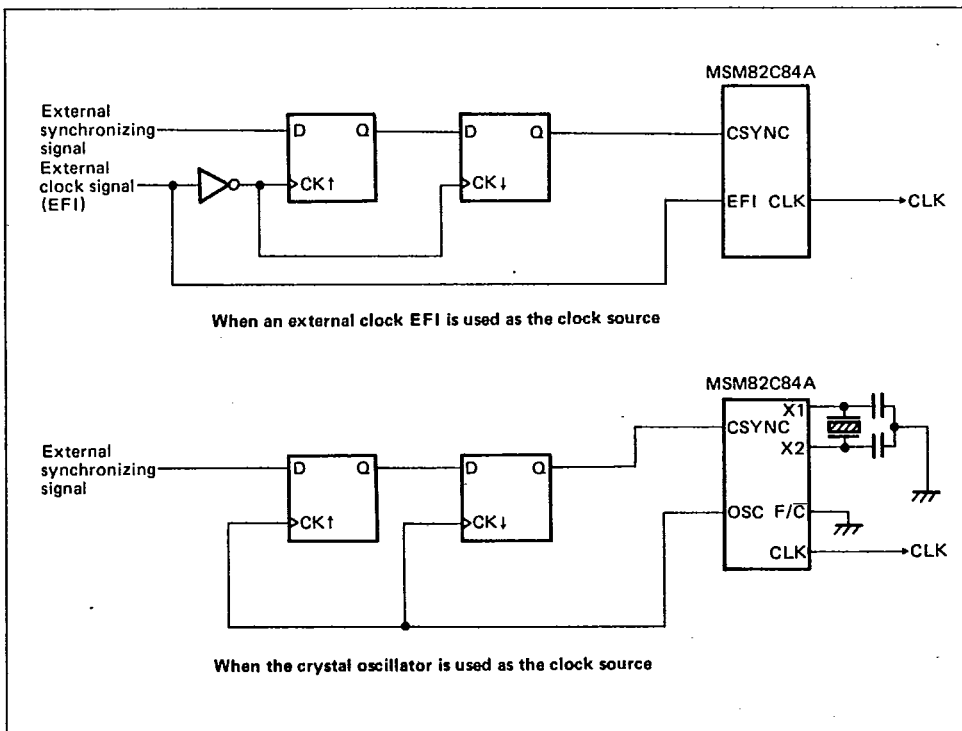 MSM82C84A
External
synchronizing
signal
External
clock signal
(EFI)
D Q
CK↑
D Q
CK↓
CSYNC
EFI CLK
CLK
When an external clock EFI is used as the clock source
MSM82C84A
External
synchronizing
signal
D Q
CK↑
D Q
CK↓
X1
CSYNC
X2
OSC F/C̅
CLK
CLK
When the crystal oscillator is used as the clock source